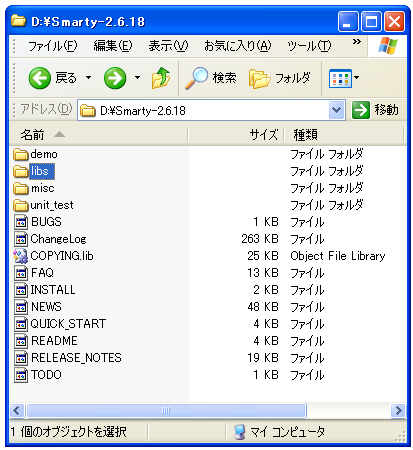 D:¥Smarty-2.6.18
ファイル(F) 編集(E) 表示(V) お気に入り(A) ツール(T) »
戻る 検索 フォルダ
アドレス(D) D:¥Smarty-2.6.18 移動
名前 サイズ 種類
demo ファイル フォルダ
libs ファイル フォルダ
misc ファイル フォルダ
unit_test ファイル フォルダ
BUGS 1 KB ファイル
ChangeLog 263 KB ファイル
COPYING.lib 25 KB Object File Library
FAQ 13 KB ファイル
INSTALL 2 KB ファイル
NEWS 48 KB ファイル
QUICK_START 4 KB ファイル
README 4 KB ファイル
RELEASE_NOTES 19 KB ファイル
TODO 1 KB ファイル
1 個のオブジェクトを選択 マイ コンピュータ